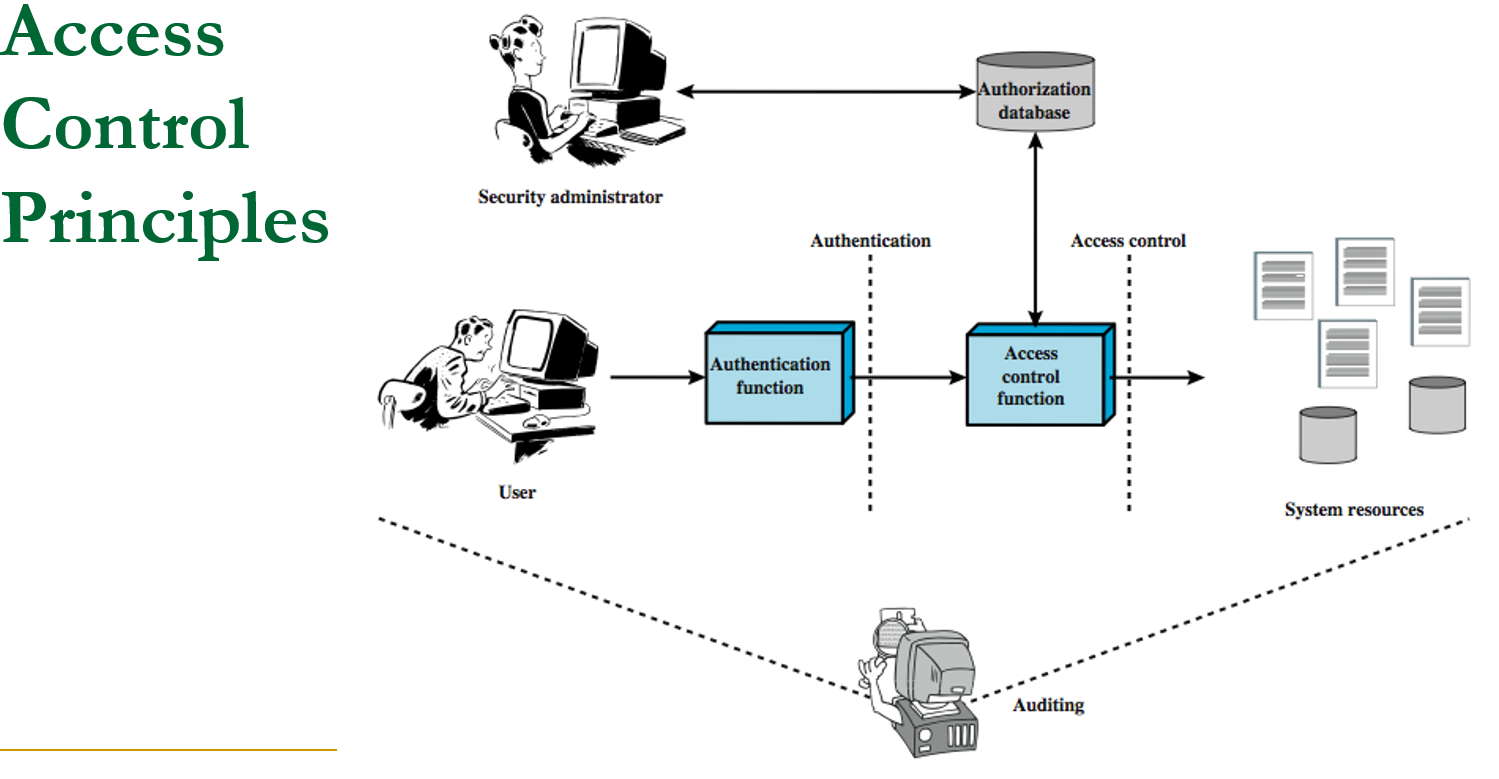 Access
Control
Principles
Authorization
database
Security administrator
Authentication
Access control
Authentication
function
Access
control
function
User
System resources
Auditing